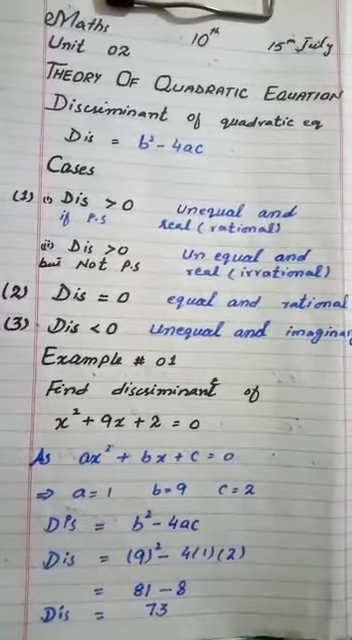 eMaths 10th 15th July
Unit 02
THEORY OF QUADRATIC EQUATION
Discriminant of quadratic eq
Dis = b² - 4ac
Cases
(1) (i) Dis > 0 unequal and
if P.S real (rational)
(ii) Dis > 0 Un equal and
but Not P.S real (irrational)
(2) Dis = 0 equal and rational
(3) Dis < 0 unequal and imaginary
Example # 01
Find discriminant of
x² + 9x + 2 = 0
As ax² + bx + c = 0
⇒ a = 1 b = 9 c = 2
Dis = b² - 4ac
Dis = (9)² - 4(1)(2)
= 81 - 8
Dis = 73